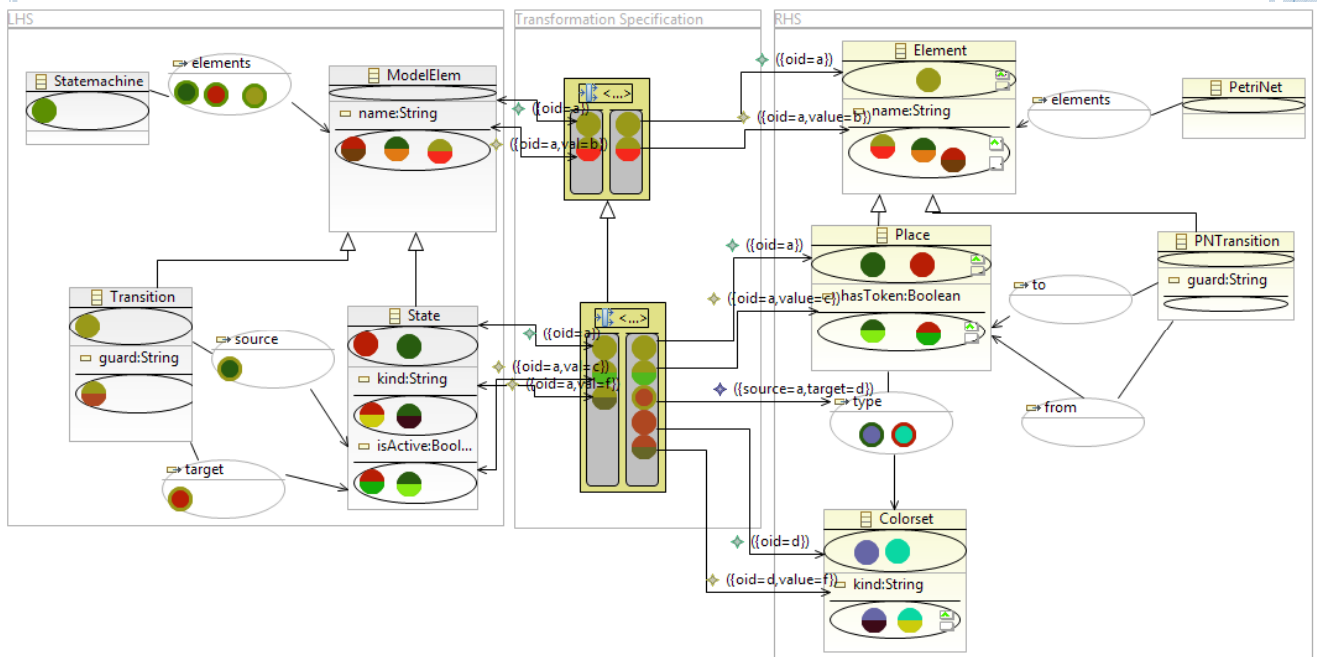 LHS
Transformation Specification
RHS
Statemachine
elements
ModelElem
name:String
<...>
({oid=a})
({oid=a,val=b})
({oid=a})
({oid=a,value=b})
Element
name:String
elements
PetriNet
Transition
guard:String
source
target
State
kind:String
isActive:Bool...
<...>
({oid=a})
({oid=a,val=c})
({oid=a,val=f})
({oid=a})
({oid=a,value=c})
({source=a,target=d})
({oid=d})
({oid=d,value=f})
Place
hasToken:Boolean
type
to
from
PNTransition
guard:String
Colorset
kind:String